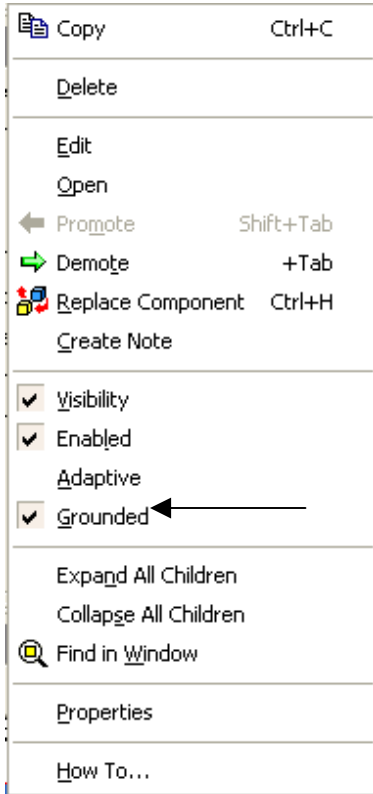 Copy Ctrl+C
Delete
Edit
Open
Promote Shift+Tab
Demote +Tab
Replace Component Ctrl+H
Create Note
Visibility
Enabled
Adaptive
Grounded
Expand All Children
Collapse All Children
Find in Window
Properties
How To...